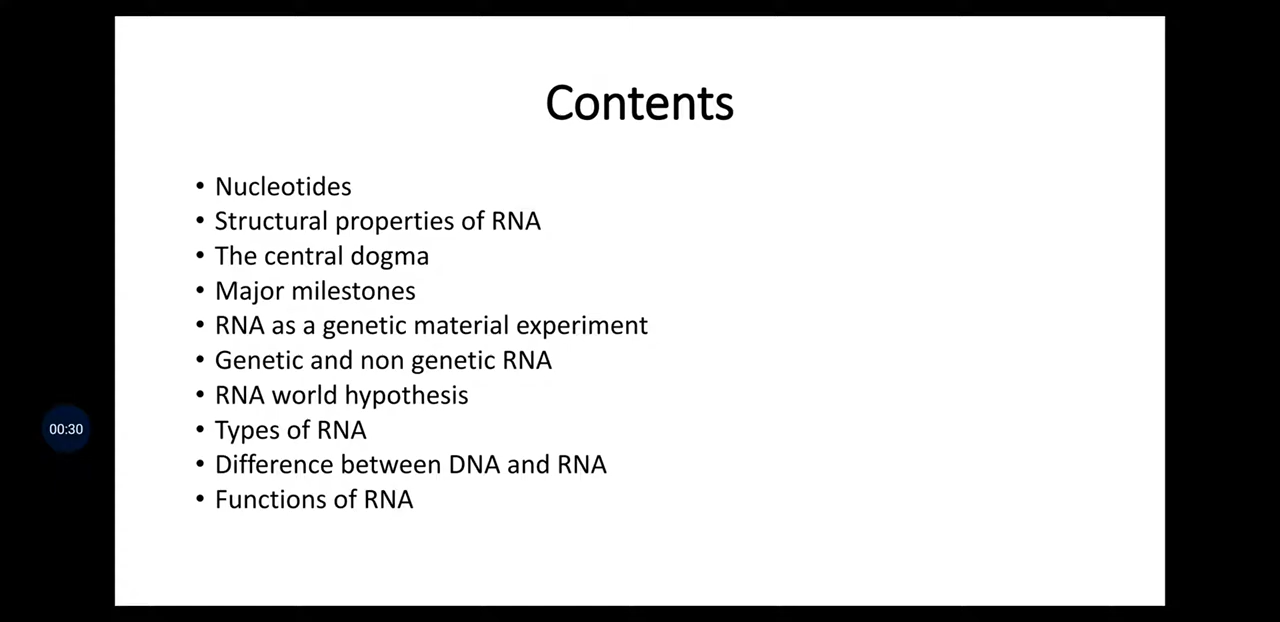 Contents
• Nucleotides
• Structural properties of RNA
• The central dogma
• Major milestones
• RNA as a genetic material experiment
• Genetic and non genetic RNA
• RNA world hypothesis
• Types of RNA
• Difference between DNA and RNA
• Functions of RNA
00:30